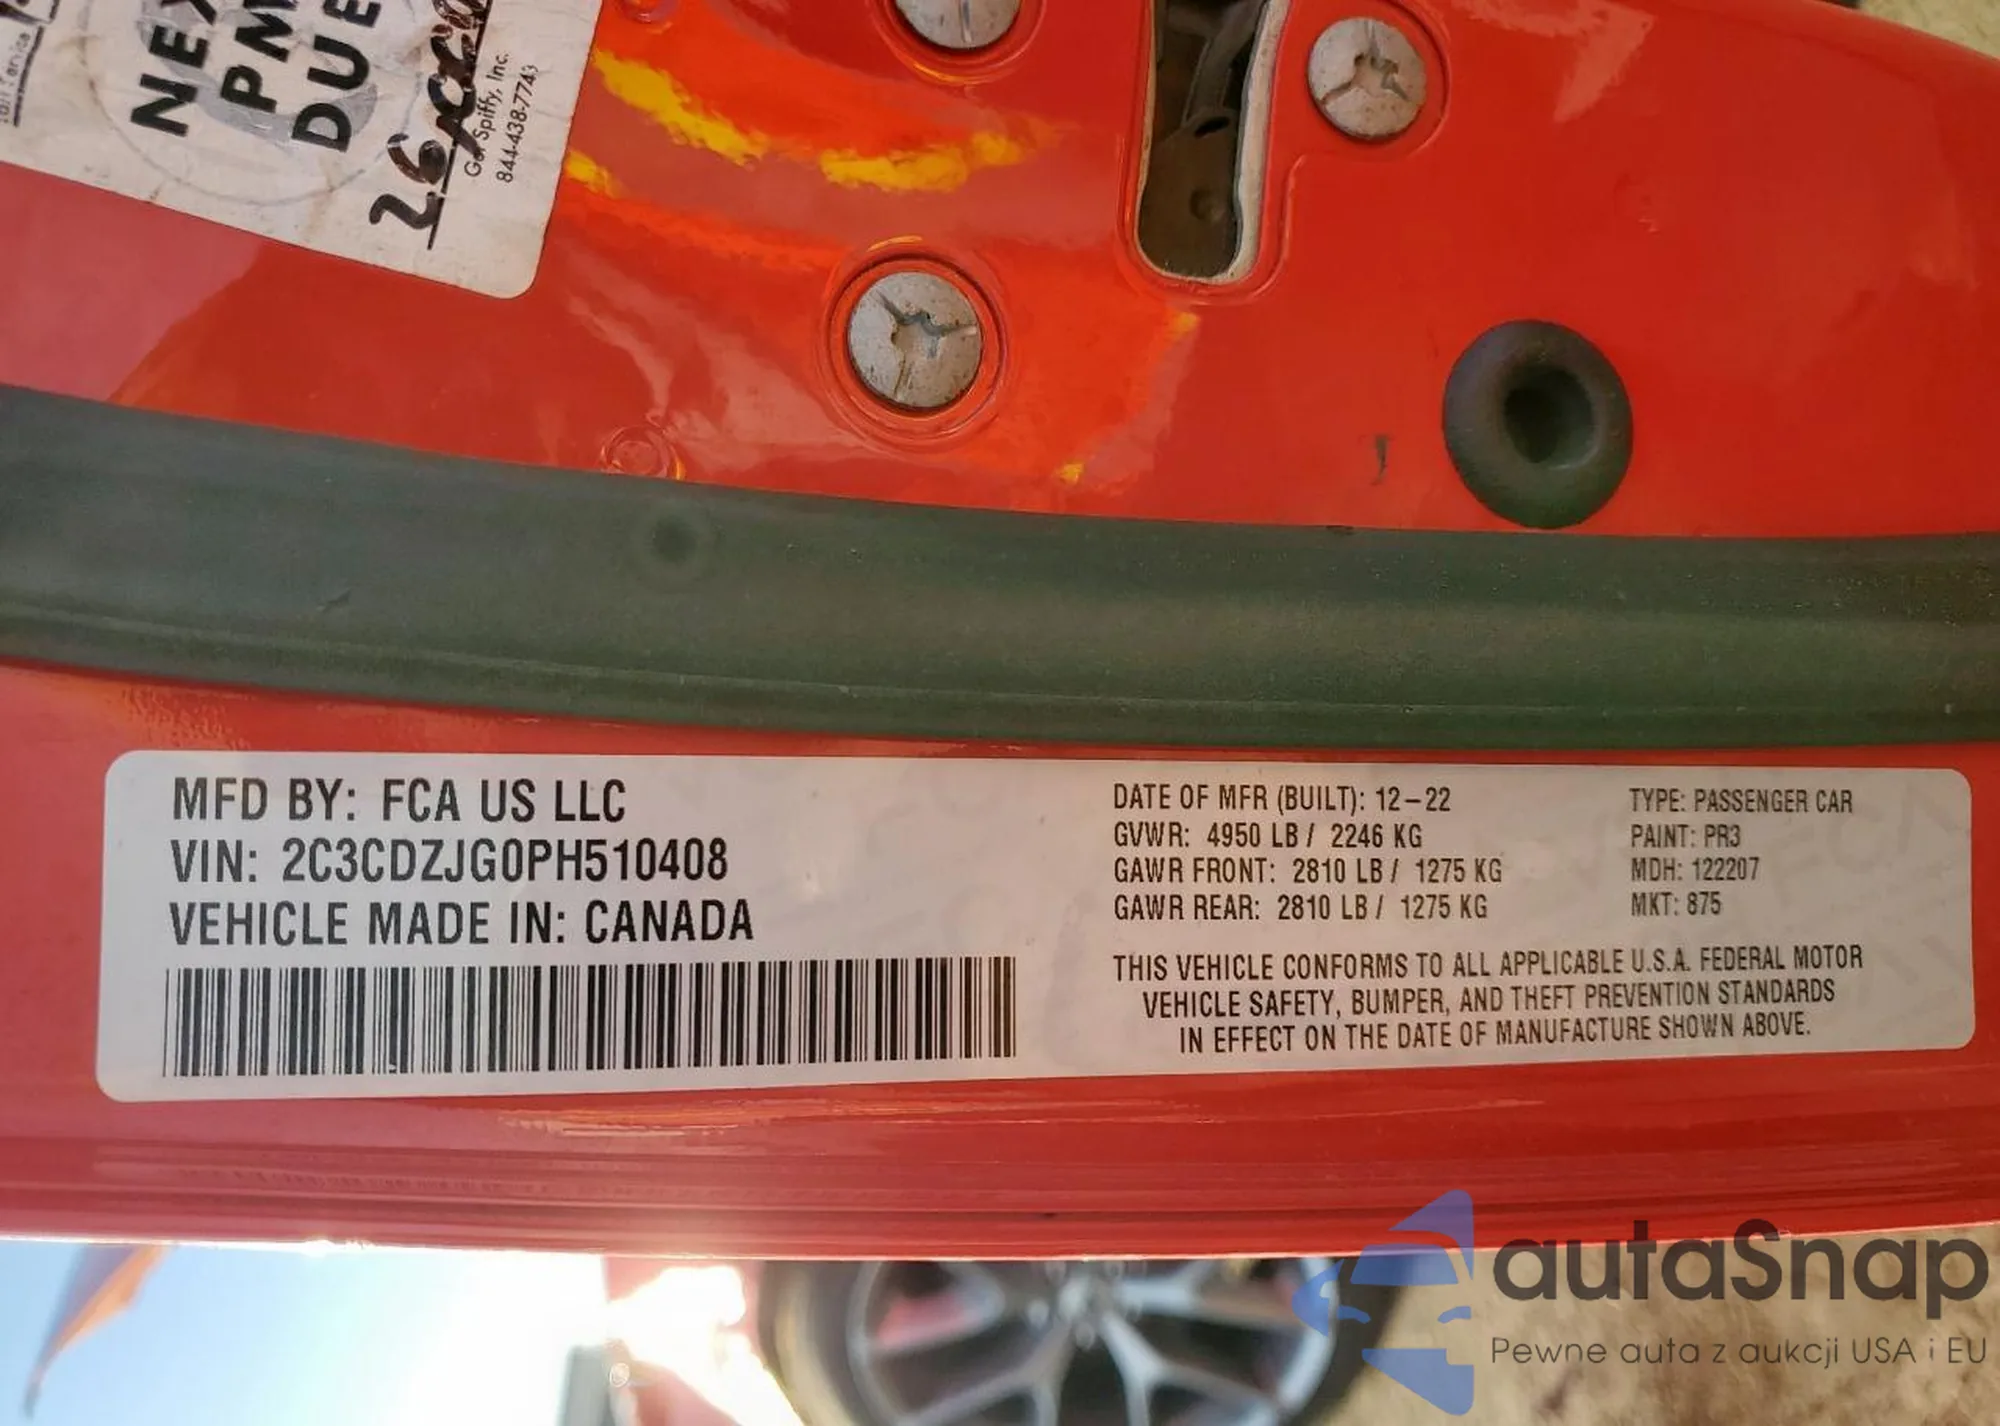 NEX
PM
DUE
26,000
Get Spiffy, Inc.
844-438-7743
MFD BY: FCA US LLC
VIN: 2C3CDZJG0PH510408
VEHICLE MADE IN: CANADA
DATE OF MFR (BUILT): 12-22
GVWR: 4950 LB / 2246 KG
GAWR FRONT: 2810 LB / 1275 KG
GAWR REAR: 2810 LB / 1275 KG
TYPE: PASSENGER CAR
PAINT: PR3
MDH: 122207
MKT: 875
THIS VEHICLE CONFORMS TO ALL APPLICABLE U.S.A. FEDERAL MOTOR
VEHICLE SAFETY, BUMPER, AND THEFT PREVENTION STANDARDS
IN EFFECT ON THE DATE OF MANUFACTURE SHOWN ABOVE.
autaSnap
Pewne auta z aukcji USA i EU